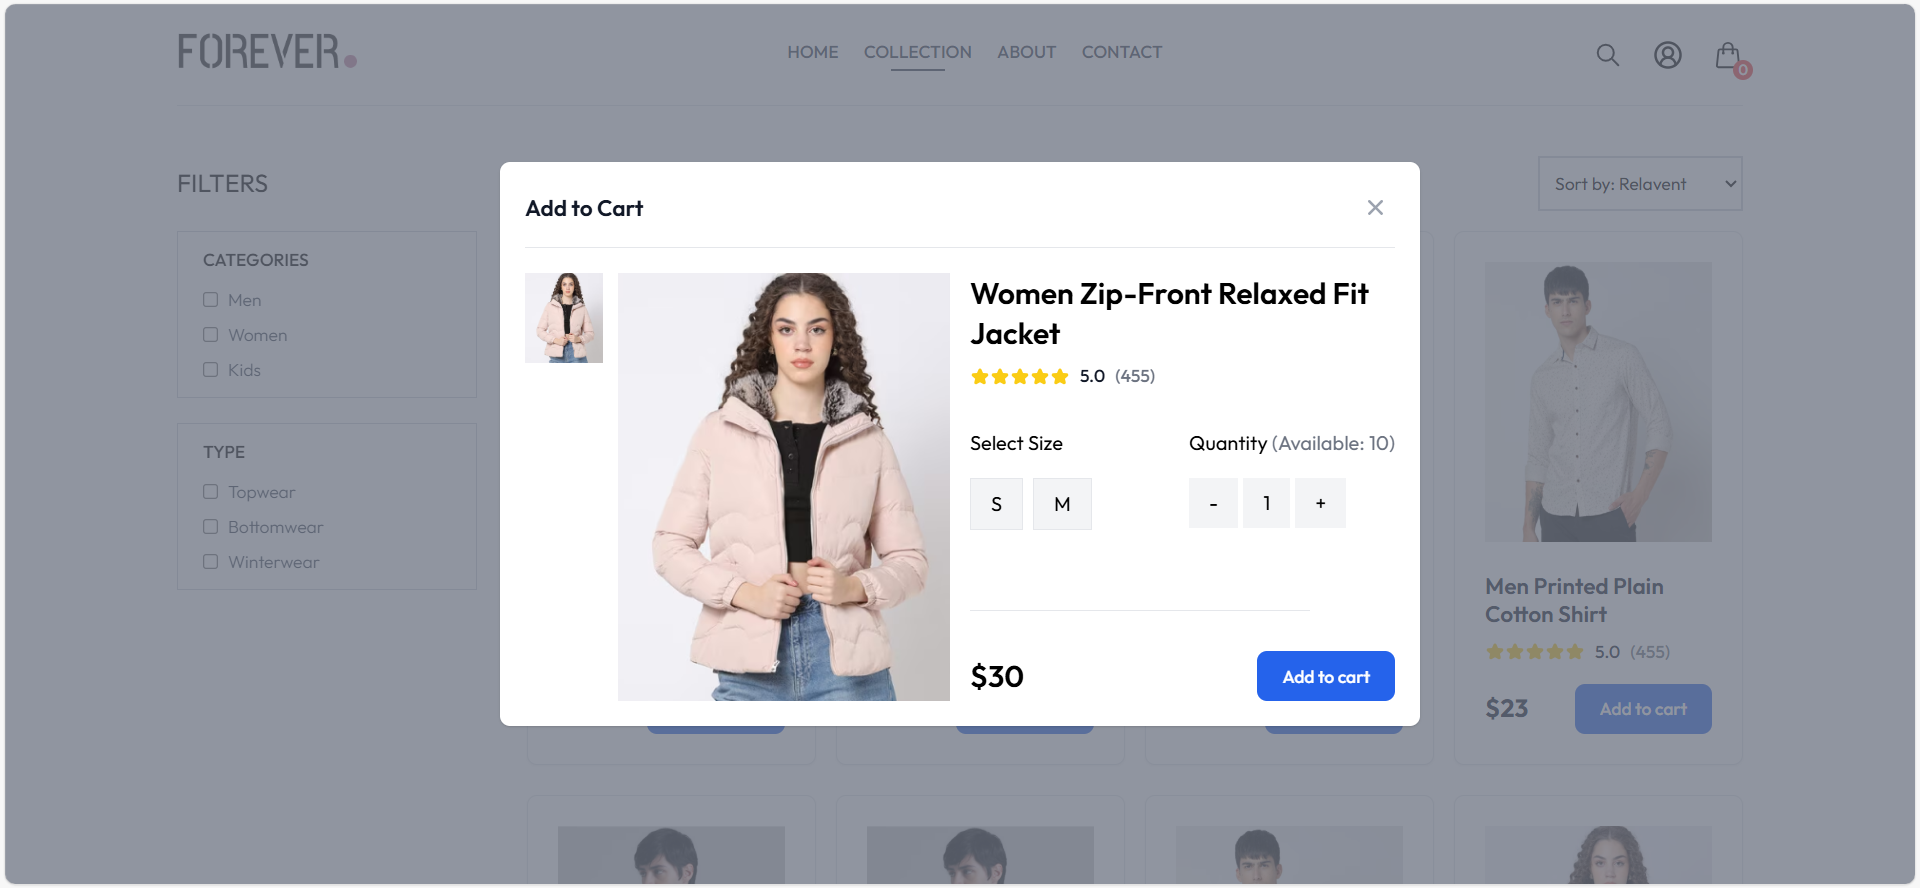 FOREVER.
HOME COLLECTION ABOUT CONTACT
0
FILTERS
Sort by: Relavent
CATEGORIES
Men
Women
Kids
TYPE
Topwear
Bottomwear
Winterwear
Add to Cart
Women Zip-Front Relaxed Fit
Jacket
5.0 (455)
Select Size
Quantity (Available: 10)
S M
- 1 +
$30
Add to cart
Men Printed Plain
Cotton Shirt
5.0 (455)
$23
Add to cart